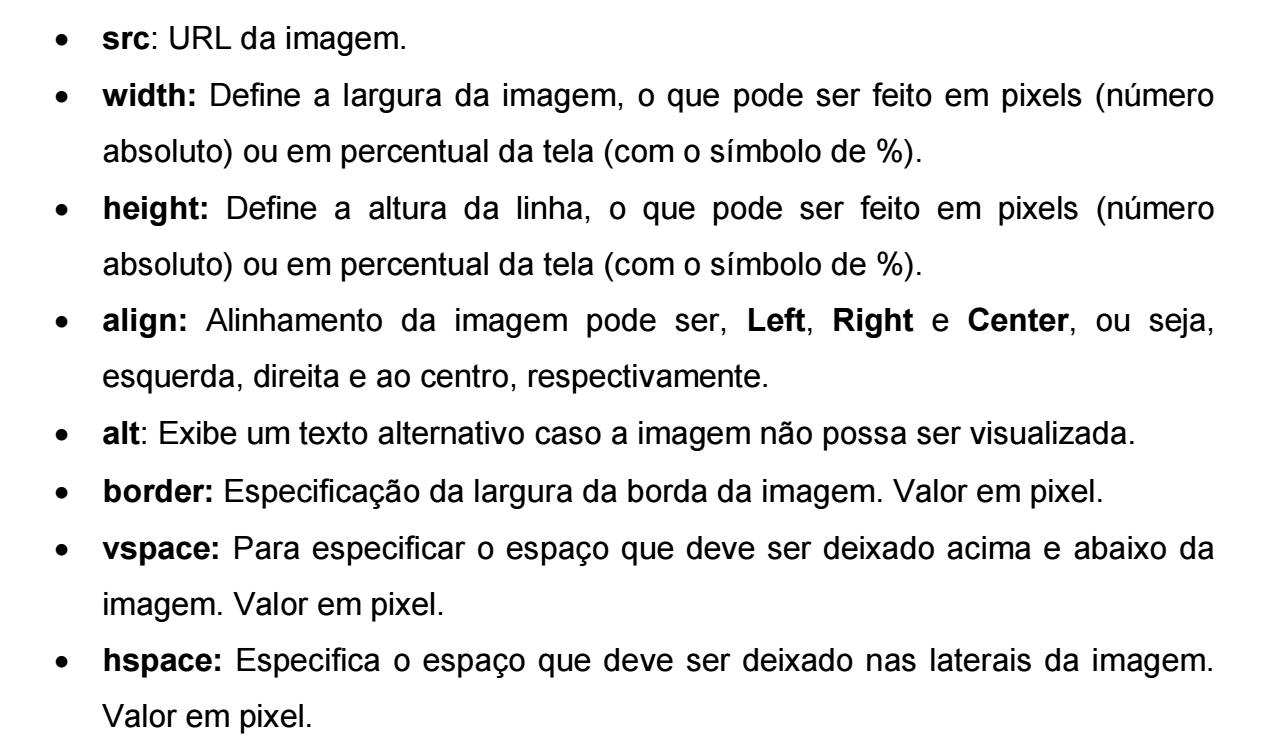 • src: URL da imagem.
• width: Define a largura da imagem, o que pode ser feito em pixels (número
absoluto) ou em percentual da tela (com o símbolo de %).
• height: Define a altura da linha, o que pode ser feito em pixels (número
absoluto) ou em percentual da tela (com o símbolo de %).
• align: Alinhamento da imagem pode ser, Left, Right e Center, ou seja,
esquerda, direita e ao centro, respectivamente.
• alt: Exibe um texto alternativo caso a imagem não possa ser visualizada.
• border: Especificação da largura da borda da imagem. Valor em pixel.
• vspace: Para especificar o espaço que deve ser deixado acima e abaixo da
imagem. Valor em pixel.
• hspace: Especifica o espaço que deve ser deixado nas laterais da imagem.
Valor em pixel.